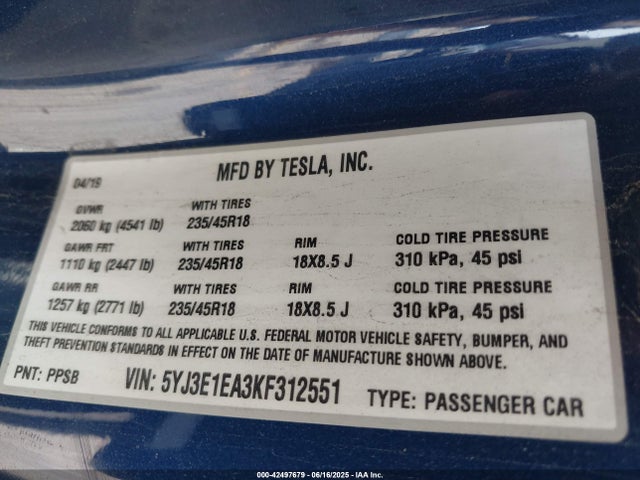 MFD BY TESLA, INC.
04/19
GVWR WITH TIRES
2060 kg (4541 lb) 235/45R18
GAWR FRT WITH TIRES RIM COLD TIRE PRESSURE
1110 kg (2447 lb) 235/45R18 18X8.5 J 310 kPa, 45 psi
GAWR RR WITH TIRES RIM COLD TIRE PRESSURE
1257 kg (2771 lb) 235/45R18 18X8.5 J 310 kPa, 45 psi
THIS VEHICLE CONFORMS TO ALL APPLICABLE U.S. FEDERAL MOTOR VEHICLE SAFETY, BUMPER, AND
THEFT PREVENTION STANDARDS IN EFFECT ON THE DATE OF MANUFACTURE SHOWN ABOVE.
PNT: PPSB VIN: 5YJ3E1EA3KF312551 TYPE: PASSENGER CAR
000-42497679 - 06/16/2025 - IAA Inc.